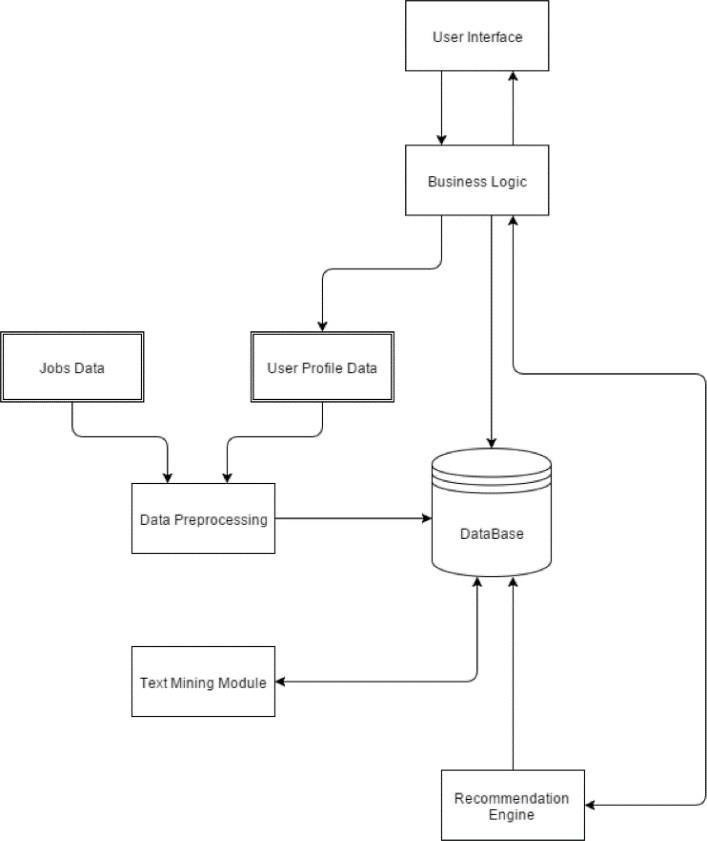 User Interface
Business Logic
Jobs Data
User Profile Data
Data Preprocessing
DataBase
Text Mining Module
Recommendation
Engine